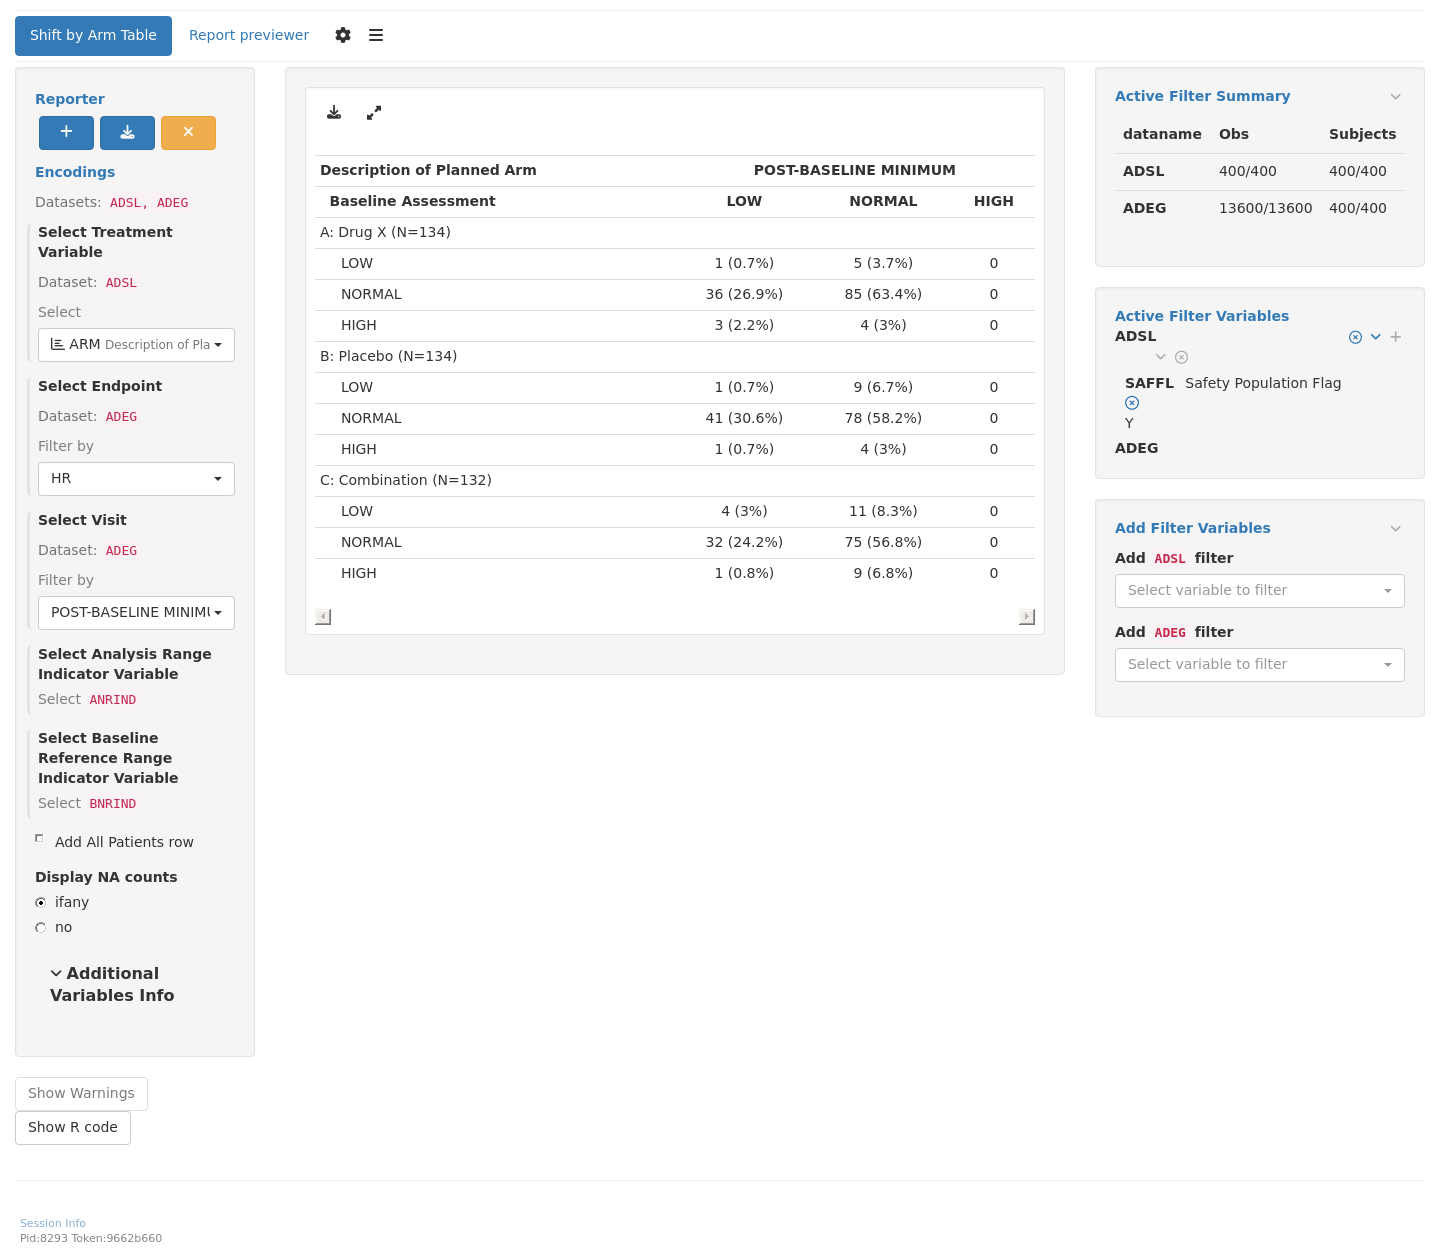 Shift by Arm Table Report previewer
Reporter
Encodings
Datasets: ADSL, ADEG
Select Treatment
Variable
Dataset: ADSL
Select
ARM Description of Pla
Select Endpoint
Dataset: ADEG
Filter by
HR
Select Visit
Dataset: ADEG
Filter by
POST-BASELINE MINIMU
Select Analysis Range
Indicator Variable
Select ANRIND
Select Baseline
Reference Range
Indicator Variable
Select BNRIND
Add All Patients row
Display NA counts
ifany
no
Additional
Variables Info
Show Warnings
Show R code
Description of Planned Arm POST-BASELINE MINIMUM
Baseline Assessment LOW NORMAL HIGH
A: Drug X (N=134)
LOW 1 (0.7%) 5 (3.7%) 0
NORMAL 36 (26.9%) 85 (63.4%) 0
HIGH 3 (2.2%) 4 (3%) 0
B: Placebo (N=134)
LOW 1 (0.7%) 9 (6.7%) 0
NORMAL 41 (30.6%) 78 (58.2%) 0
HIGH 1 (0.7%) 4 (3%) 0
C: Combination (N=132)
LOW 4 (3%) 11 (8.3%) 0
NORMAL 32 (24.2%) 75 (56.8%) 0
HIGH 1 (0.8%) 9 (6.8%) 0
Active Filter Summary
dataname Obs Subjects
ADSL 400/400 400/400
ADEG 13600/13600 400/400
Active Filter Variables
ADSL
SAFFL Safety Population Flag
Y
ADEG
Add Filter Variables
Add ADSL filter
Select variable to filter
Add ADEG filter
Select variable to filter
Session Info
Pid:8293 Token:9662b660